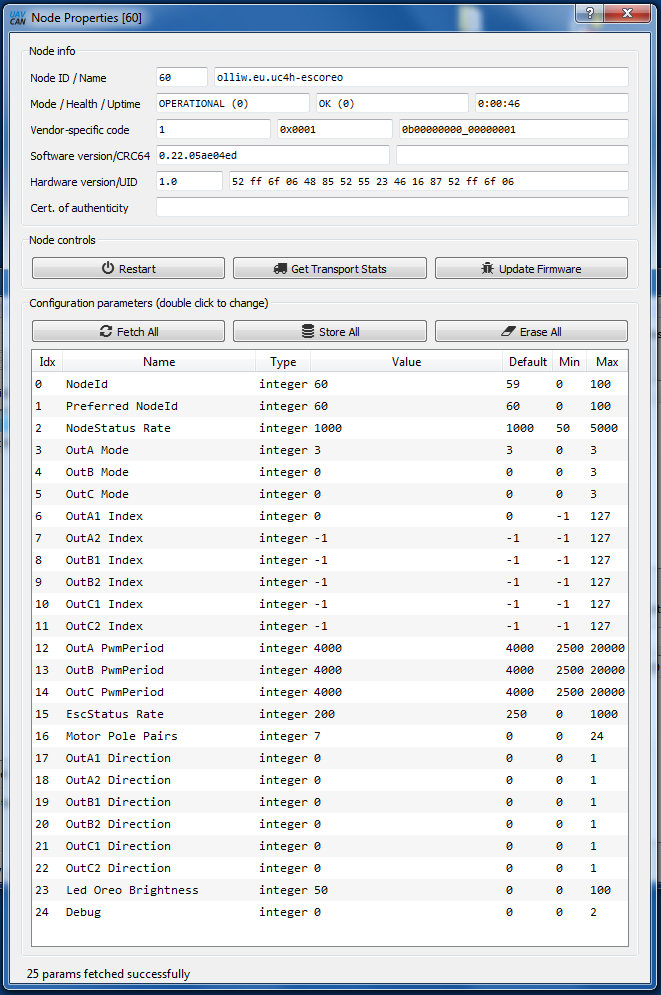 UAV CAN Node Properties [60]
Node info
Node ID / Name 60 olliw.eu.uc4h-escoreo
Mode / Health / Uptime OPERATIONAL (0) OK (0) 0:00:46
Vendor-specific code 1 0x0001 0b00000000_00000001
Software version/CRC64 0.22.05ae04ed
Hardware version/UID 1.0 52 ff 6f 06 48 85 52 55 23 46 16 87 52 ff 6f 06
Cert. of authenticity
Node controls
Restart Get Transport Stats Update Firmware
Configuration parameters (double click to change)
Fetch All Store All Erase All
Idx Name Type Value Default Min Max
0 NodeId integer 60 59 0 100
1 Preferred NodeId integer 60 60 0 100
2 NodeStatus Rate integer 1000 1000 50 5000
3 OutA Mode integer 3 3 0 3
4 OutB Mode integer 0 0 0 3
5 OutC Mode integer 0 0 0 3
6 OutA1 Index integer 0 0 -1 127
7 OutA2 Index integer -1 -1 -1 127
8 OutB1 Index integer -1 -1 -1 127
9 OutB2 Index integer -1 -1 -1 127
10 OutC1 Index integer -1 -1 -1 127
11 OutC2 Index integer -1 -1 -1 127
12 OutA PwmPeriod integer 4000 4000 2500 20000
13 OutB PwmPeriod integer 4000 4000 2500 20000
14 OutC PwmPeriod integer 4000 4000 2500 20000
15 EscStatus Rate integer 200 250 0 1000
16 Motor Pole Pairs integer 7 0 0 24
17 OutA1 Direction integer 0 0 0 1
18 OutA2 Direction integer 0 0 0 1
19 OutB1 Direction integer 0 0 0 1
20 OutB2 Direction integer 0 0 0 1
21 OutC1 Direction integer 0 0 0 1
22 OutC2 Direction integer 0 0 0 1
23 Led Oreo Brightness integer 50 0 0 100
24 Debug integer 0 0 0 2
25 params fetched successfully